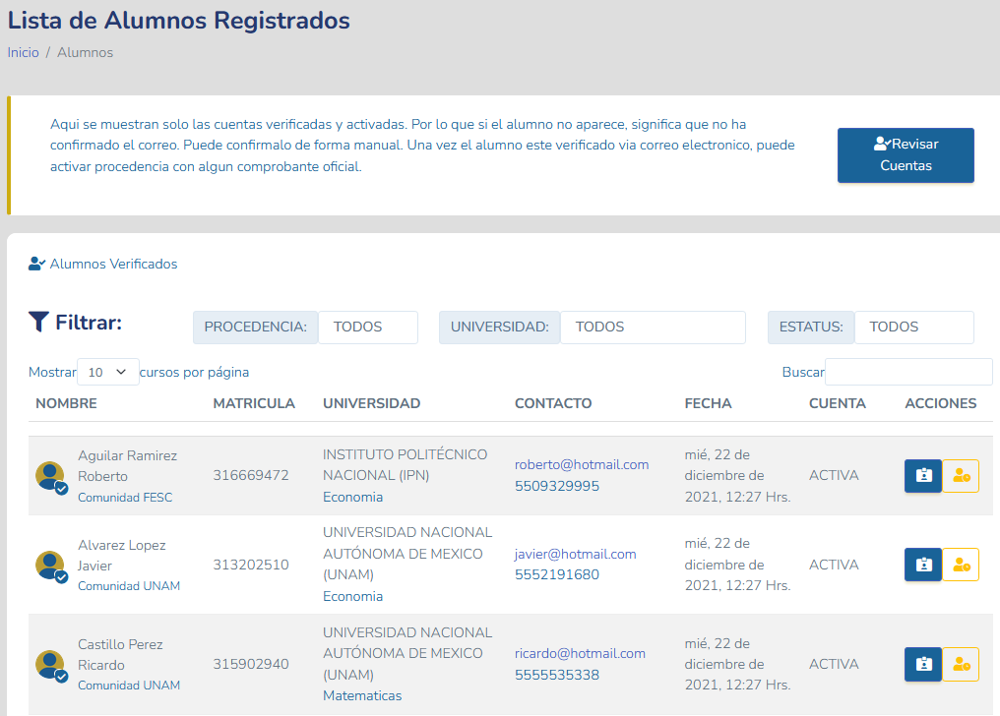 Lista de Alumnos Registrados
Inicio / Alumnos
Aqui se muestran solo las cuentas verificadas y activadas. Por lo que si el alumno no aparece, significa que no ha
confirmado el correo. Puede confirmalo de forma manual. Una vez el alumno este verificado via correo electronico, puede
activar procedencia con algun comprobante oficial.
Revisar
Cuentas
Alumnos Verificados
Filtrar:
PROCEDENCIA: TODOS
UNIVERSIDAD: TODOS
ESTATUS: TODOS
Mostrar 10 cursos por página
Buscar
NOMBRE MATRICULA UNIVERSIDAD CONTACTO FECHA CUENTA ACCIONES
Aguilar Ramirez
Roberto
Comunidad FESC
316669472
INSTITUTO POLITÉCNICO
NACIONAL (IPN)
Economia
roberto@hotmail.com
5509329995
mié, 22 de
diciembre de
2021, 12:27 Hrs.
ACTIVA
Alvarez Lopez
Javier
Comunidad UNAM
313202510
UNIVERSIDAD NACIONAL
AUTÓNOMA DE MEXICO
(UNAM)
Economia
javier@hotmail.com
5552191680
mié, 22 de
diciembre de
2021, 12:27 Hrs.
ACTIVA
Castillo Perez
Ricardo
Comunidad UNAM
315902940
UNIVERSIDAD NACIONAL
AUTÓNOMA DE MEXICO
(UNAM)
Matematicas
ricardo@hotmail.com
5555535338
mié, 22 de
diciembre de
2021, 12:27 Hrs.
ACTIVA